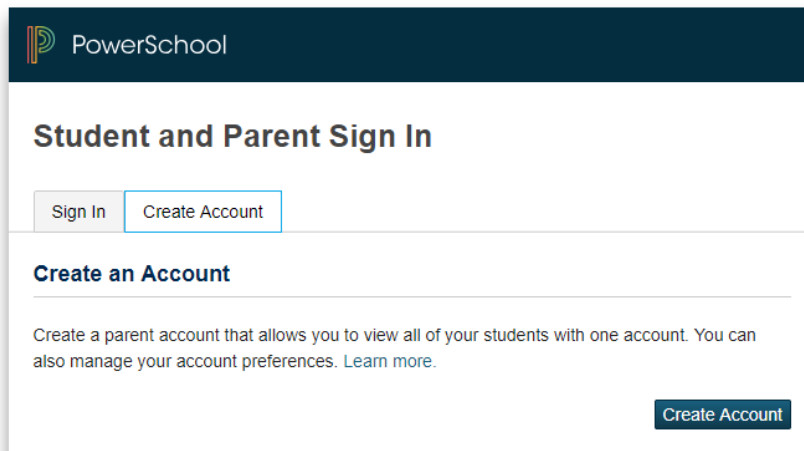 PowerSchool
Student and Parent Sign In
Sign In
Create Account
Create an Account
Create a parent account that allows you to view all of your students with one account. You can
also manage your account preferences. Learn more.
Create Account